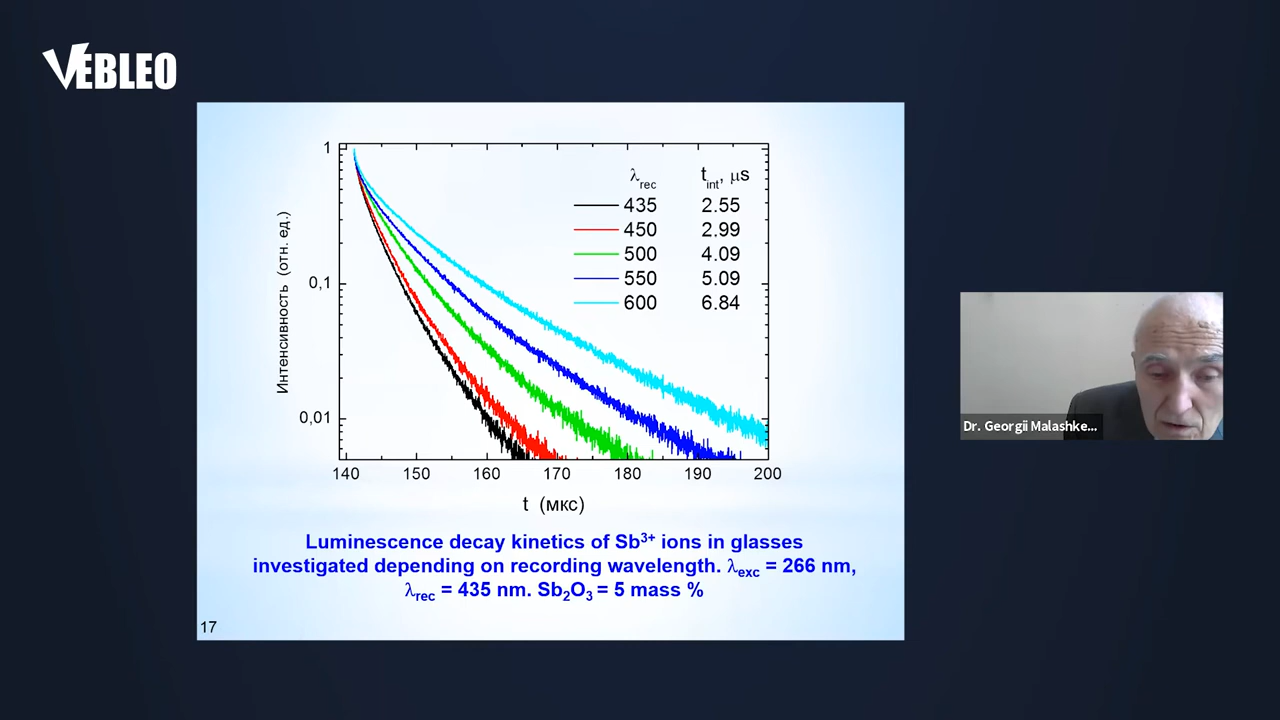 VEBLEO
λrec tint, μs
435 2.55
450 2.99
500 4.09
550 5.09
600 6.84
Интенсивность (отн. ед.)
1
0,1
0,01
140 150 160 170 180 190 200
t (мкс)
Luminescence decay kinetics of Sb³⁺ ions in glasses
investigated depending on recording wavelength. λexc = 266 nm,
λrec = 435 nm. Sb₂O₃ = 5 mass %
17
Dr. Georgii Malashke...